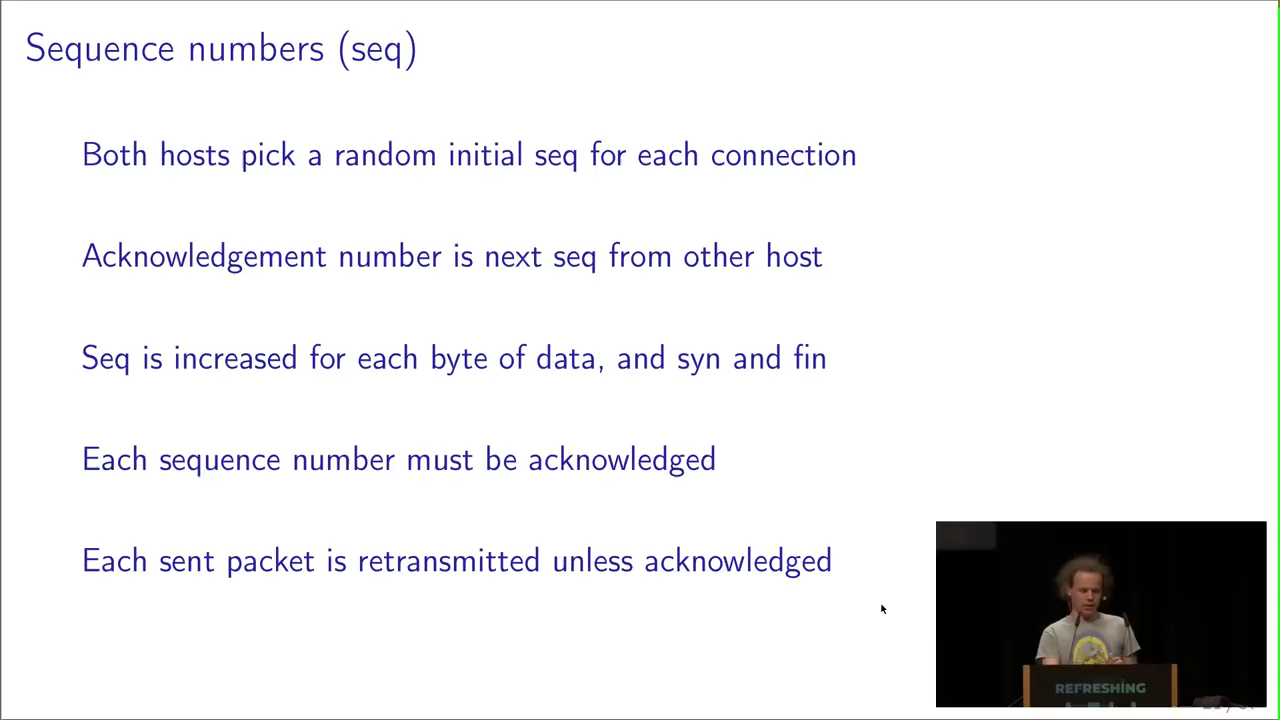 Sequence numbers (seq)
Both hosts pick a random initial seq for each connection
Acknowledgement number is next seq from other host
Seq is increased for each byte of data, and syn and fin
Each sequence number must be acknowledged
Each sent packet is retransmitted unless acknowledged
REFRESHING